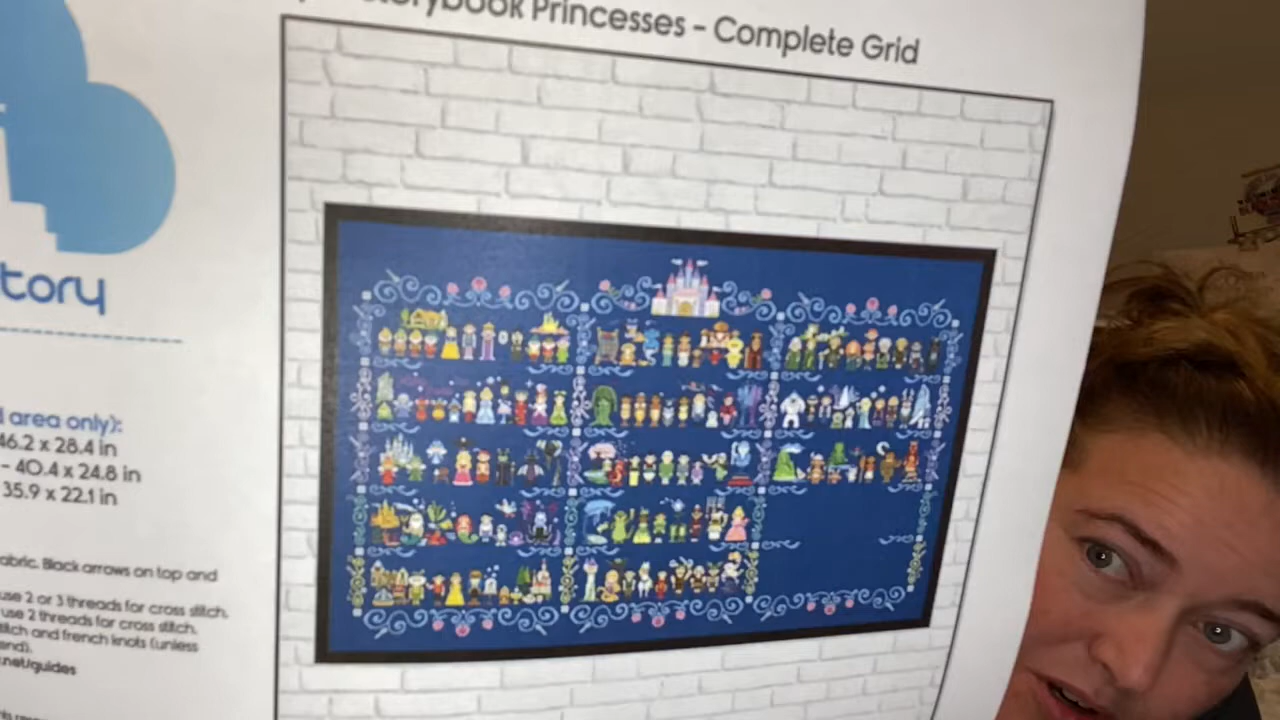 Storybook Princesses - Complete Grid
tory
area only):
46.2 x 28.4 in
- 40.4 x 24.8 in
35.9 x 22.1 in
abric. Black arrows on top and
use 2 or 3 threads for cross stitch.
use 2 threads for cross stitch.
stitch and french knots (unless
.net/guides